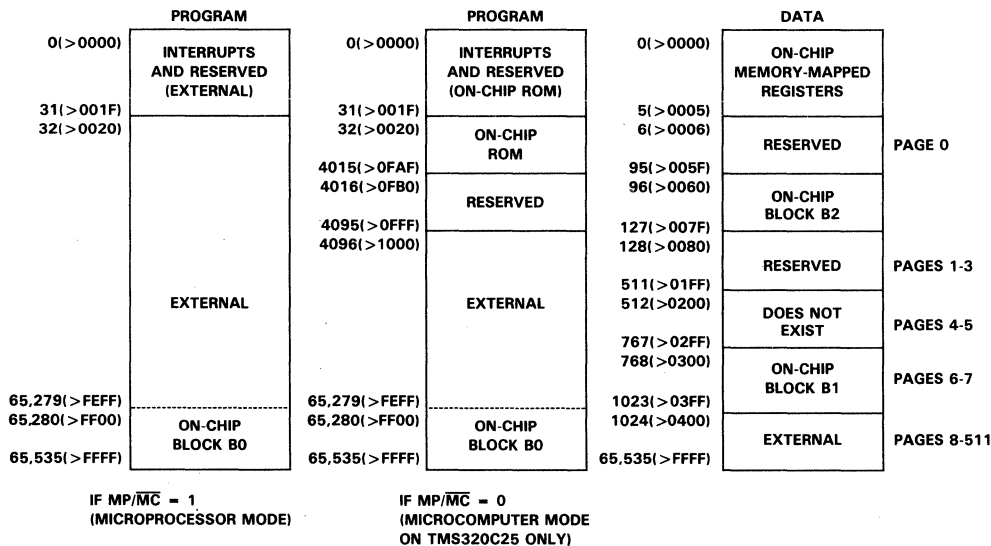 PROGRAM
0(>0000)
INTERRUPTS
AND RESERVED
(EXTERNAL)
31(>001F)
32(>0020)
EXTERNAL
65,279(>FEFF)
65,280(>FF00)
ON-CHIP
BLOCK B0
65,535(>FFFF)
IF MP/M̅C̅ = 1
(MICROPROCESSOR MODE)
PROGRAM
0(>0000)
INTERRUPTS
AND RESERVED
(ON-CHIP ROM)
31(>001F)
32(>0020)
ON-CHIP
ROM
4015(>0FAF)
4016(>0FB0)
RESERVED
4095(>0FFF)
4096(>1000)
EXTERNAL
65,279(>FEFF)
65,280(>FF00)
ON-CHIP
BLOCK B0
65,535(>FFFF)
IF MP/M̅C̅ = 0
(MICROCOMPUTER MODE
ON TMS320C25 ONLY)
DATA
0(>0000)
ON-CHIP
MEMORY-MAPPED
REGISTERS
5(>0005)
6(>0006)
RESERVED
PAGE 0
95(>005F)
96(>0060)
ON-CHIP
BLOCK B2
127(>007F)
128(>0080)
RESERVED
PAGES 1-3
511(>01FF)
512(>0200)
DOES NOT
EXIST
PAGES 4-5
767(>02FF)
768(>0300)
ON-CHIP
BLOCK B1
PAGES 6-7
1023(>03FF)
1024(>0400)
EXTERNAL
PAGES 8-511
65,535(>FFFF)